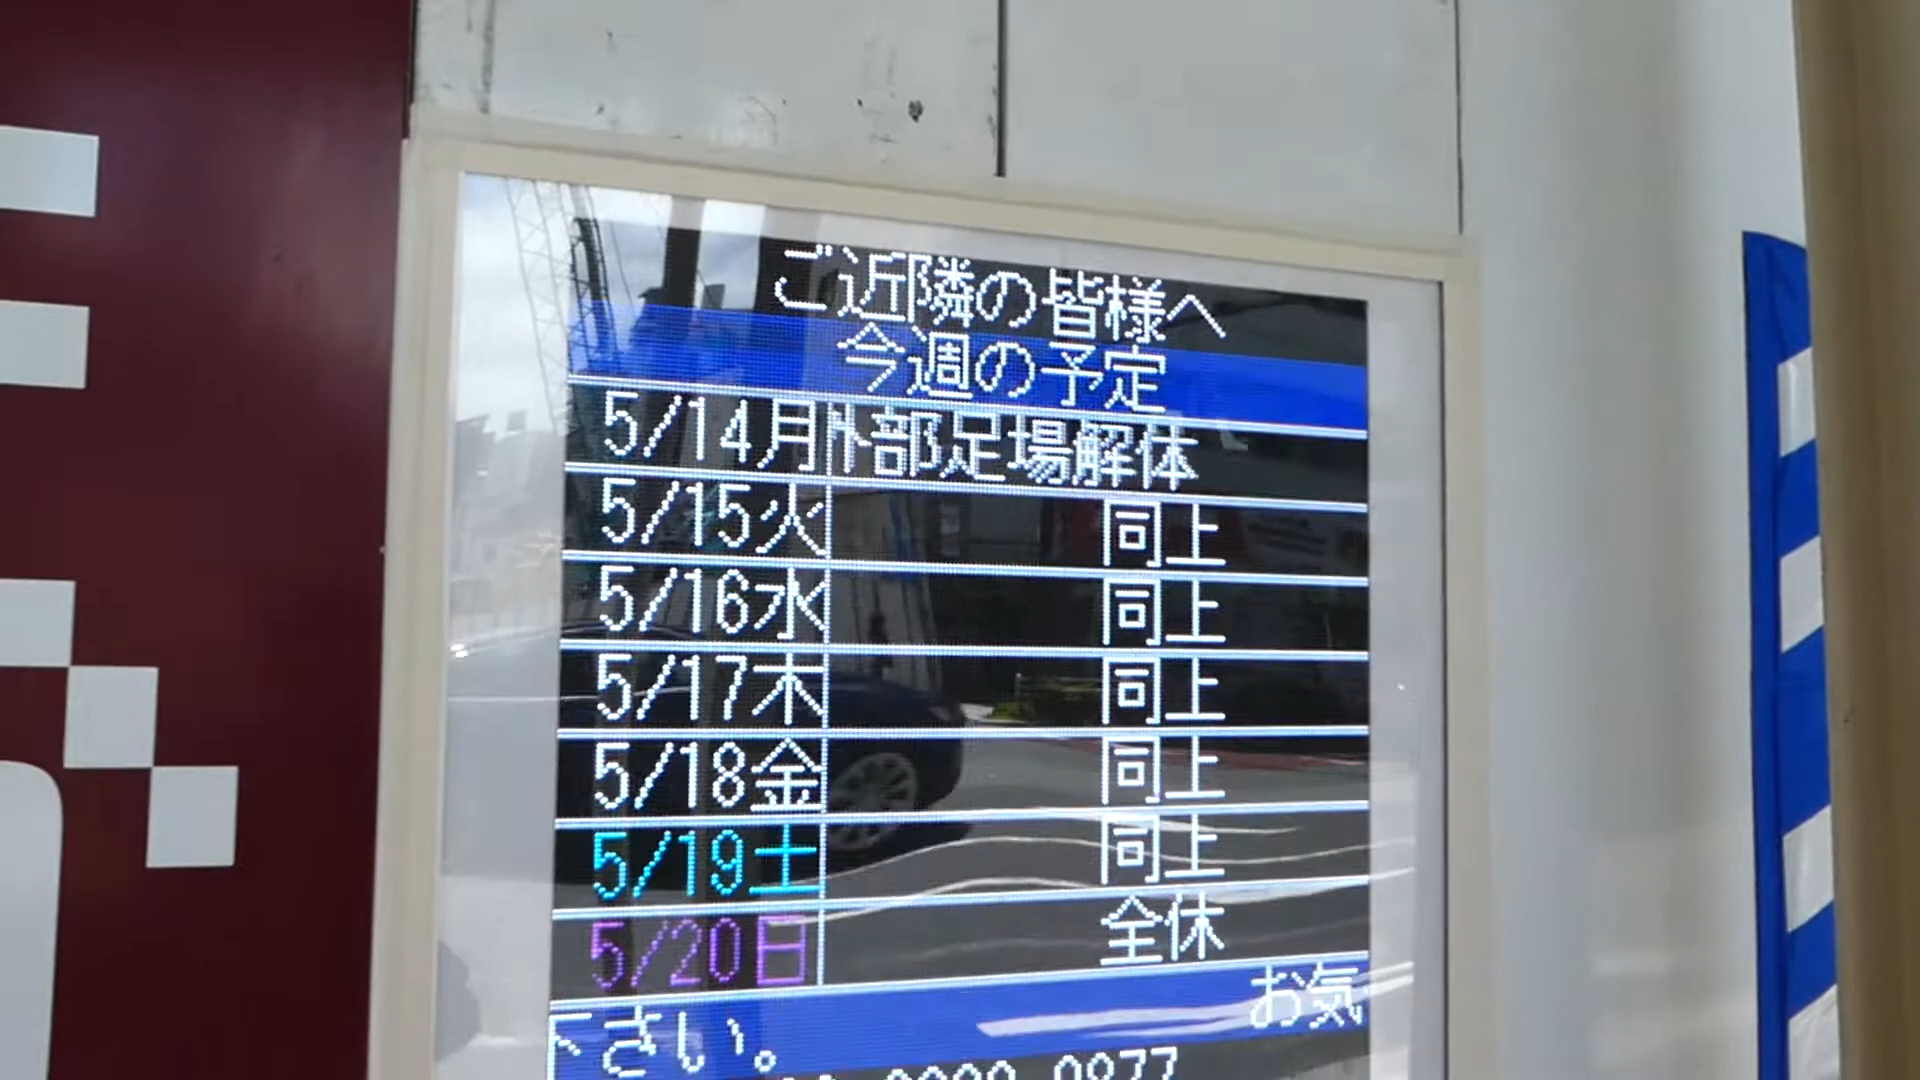 ご近隣の皆様へ
今週の予定
5/14月 外部足場解体
5/15火 同上
5/16水 同上
5/17木 同上
5/18金 同上
5/19土 同上
5/20日 全休
お気
下さい。
0877